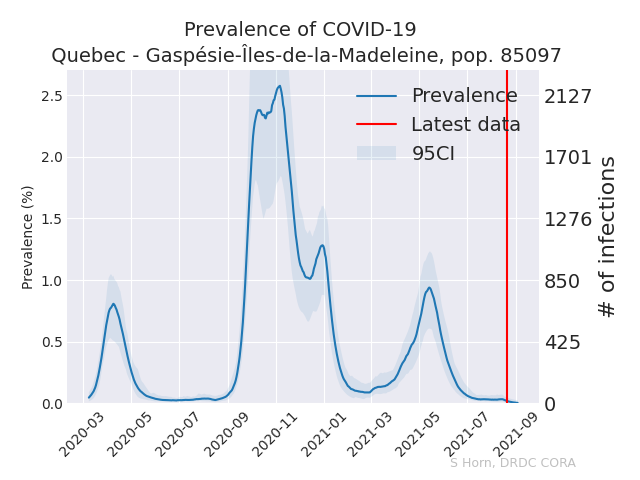 Prevalence of COVID-19
Quebec - Gaspésie-Îles-de-la-Madeleine, pop. 85097
Prevalence (%)
2.5
2.0
1.5
1.0
0.5
0.0
Prevalence
Latest data
95CI
2127
1701
1276
850
425
0
# of infections
2020-03
2020-05
2020-07
2020-09
2020-11
2021-01
2021-03
2021-05
2021-07
2021-09
S Horn, DRDC CORA